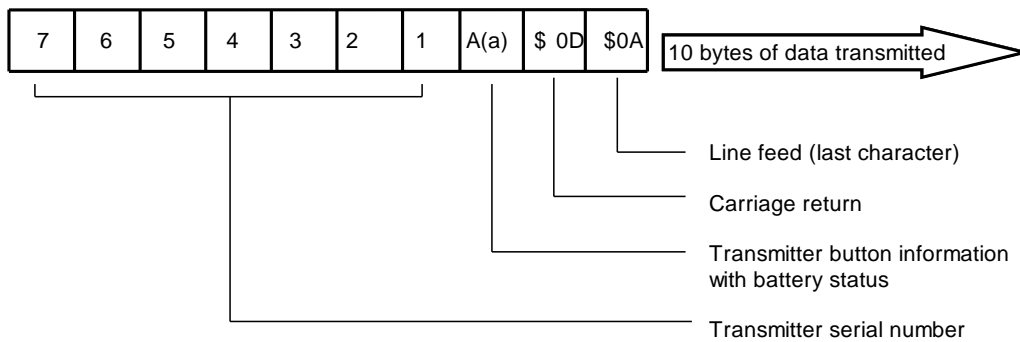 7 6 5 4 3 2 1 A(a) $ 0D $0A
10 bytes of data transmitted
Line feed (last character)
Carriage return
Transmitter button information
with battery status
Transmitter serial number